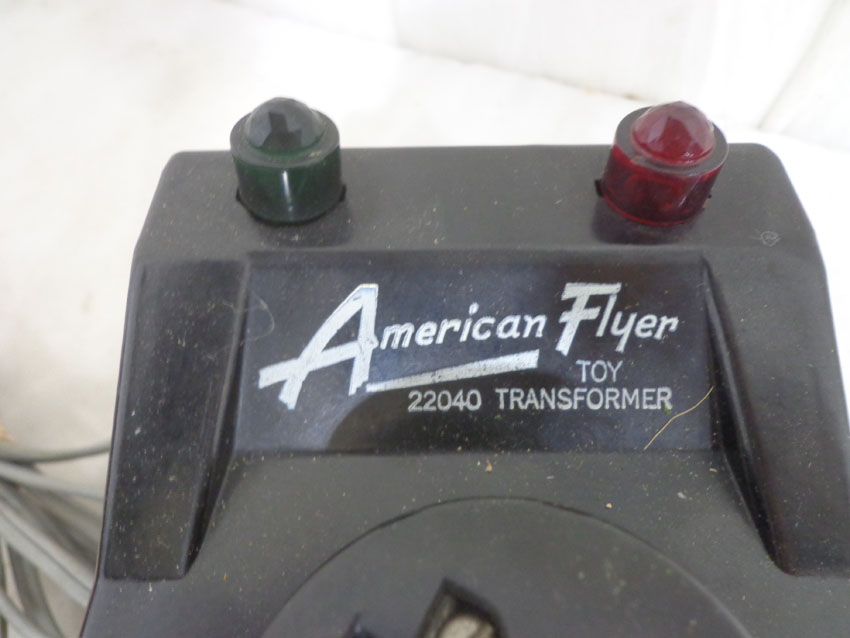 American Flyer
TOY
22040 TRANSFORMER